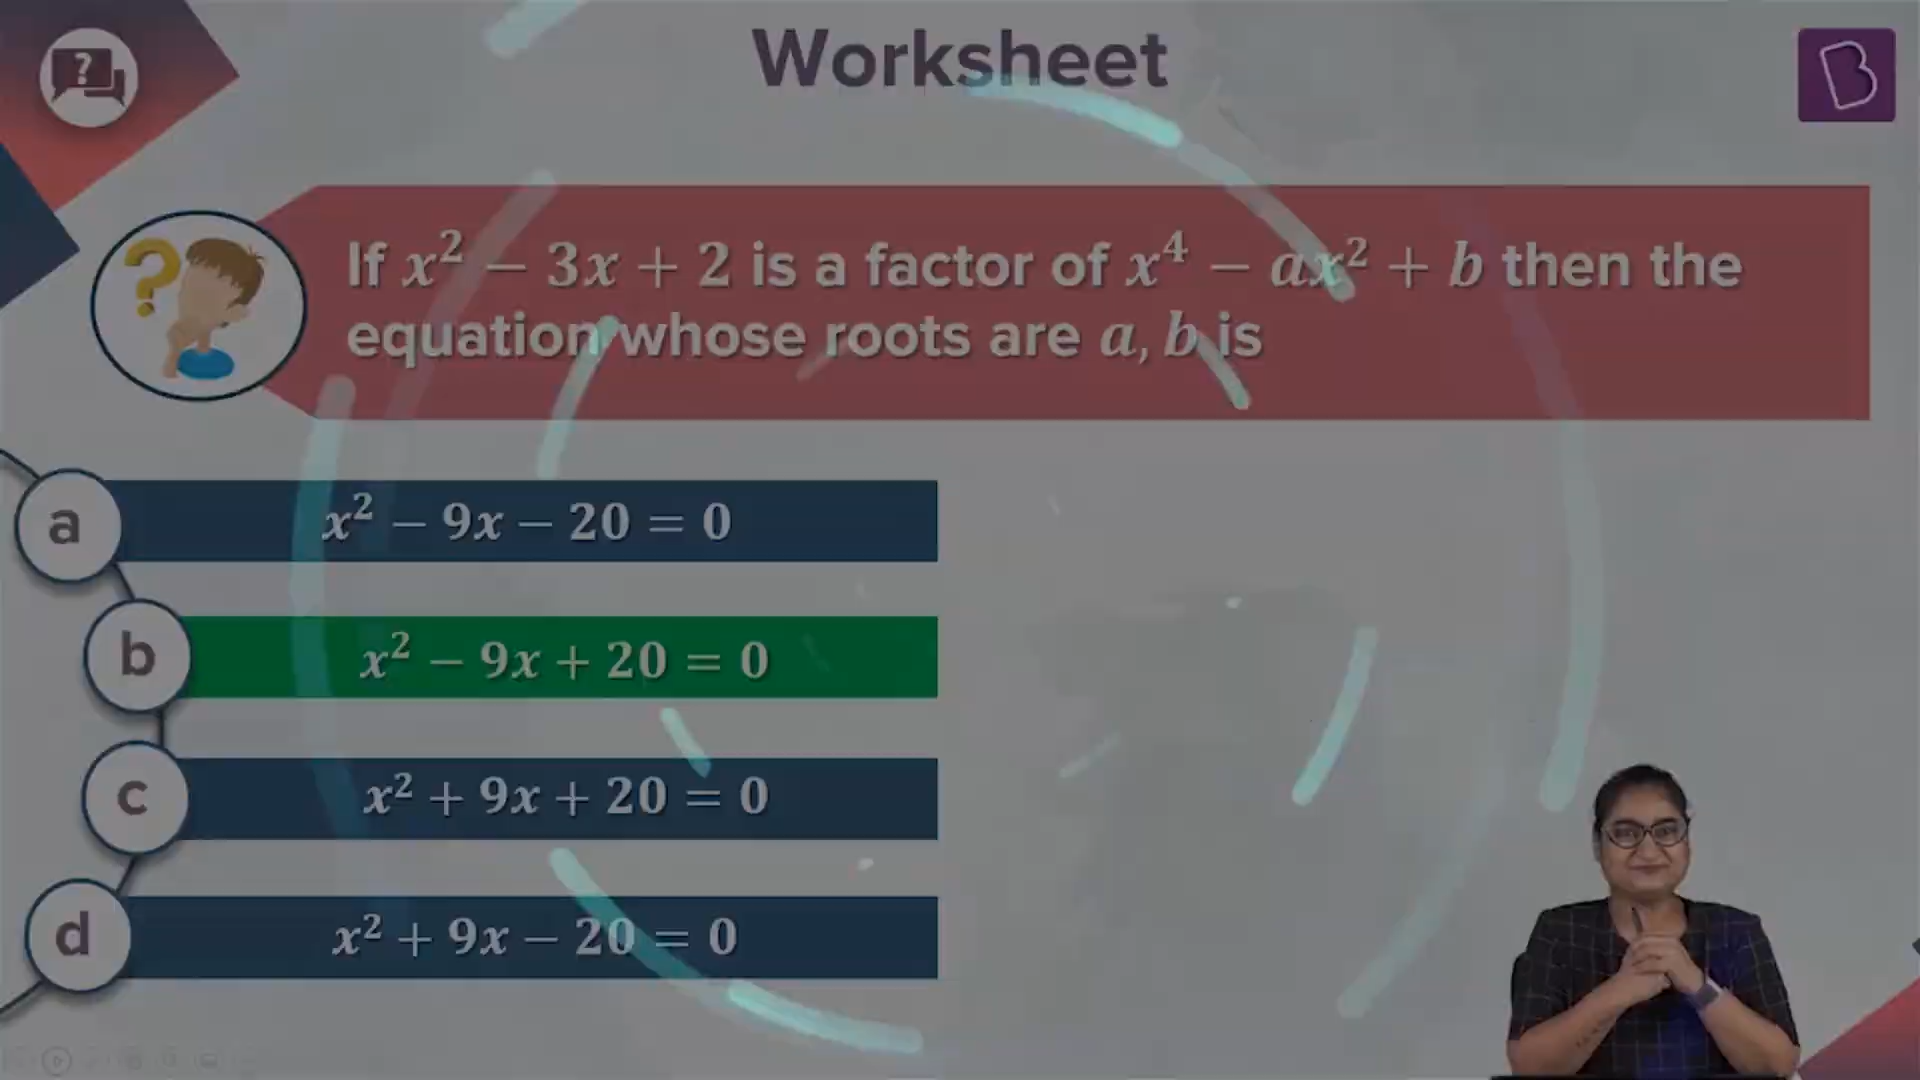 Worksheet
If x² − 3x + 2 is a factor of x⁴ − ax² + b then the
equation whose roots are a, b is
a x² − 9x − 20 = 0
b x² − 9x + 20 = 0
c x² + 9x + 20 = 0
d x² + 9x − 20 = 0